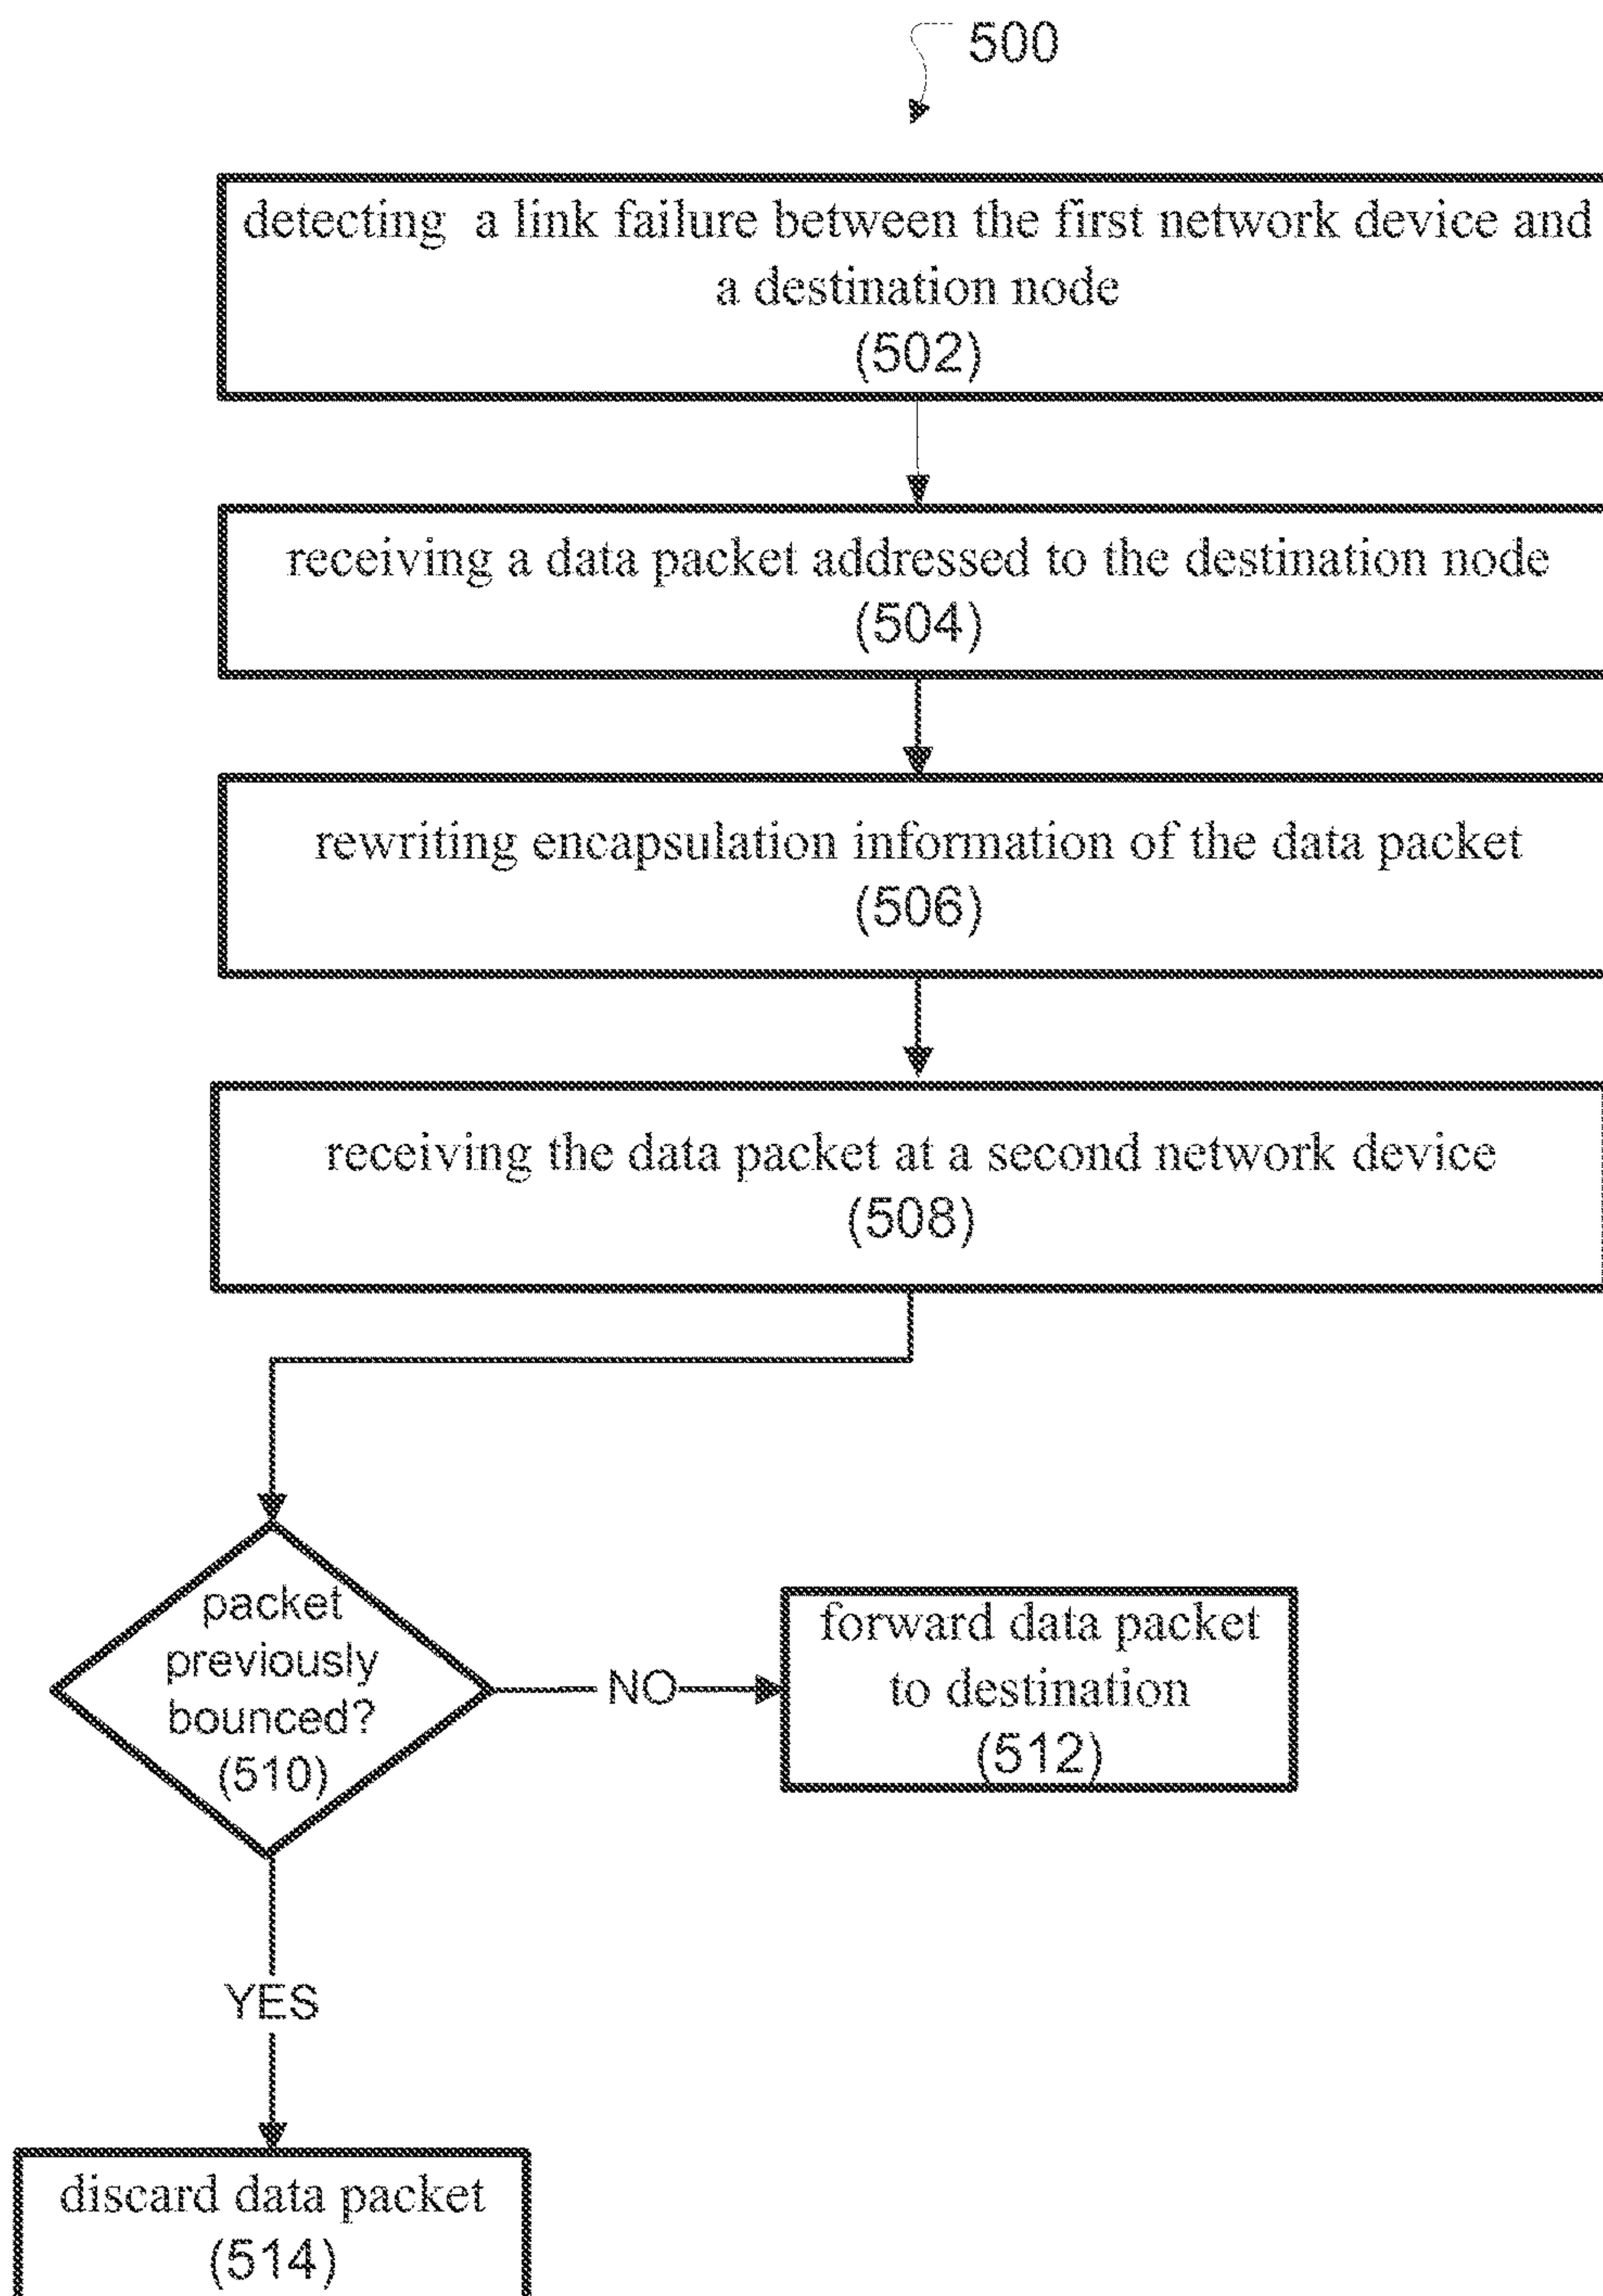 500
detecting a link failure between the first network device and
a destination node
(502)
receiving a data packet addressed to the destination node
(504)
rewriting encapsulation information of the data packet
(506)
receiving the data packet at a second network device
(508)
packet
previously
bounced?
(510)
NO
forward data packet
to destination
(512)
YES
discard data packet
(514)